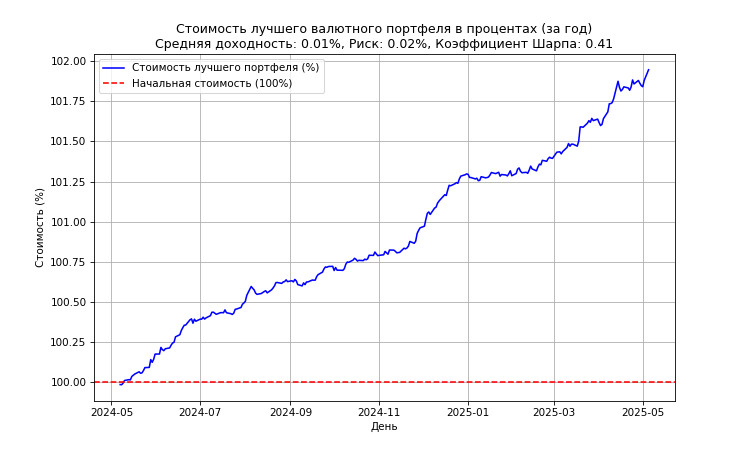 Стоимость лучшего валютного портфеля в процентах (за год)
Средняя доходность: 0.01%, Риск: 0.02%, Коэффициент Шарпа: 0.41
Стоимость лучшего портфеля (%)
Начальная стоимость (100%)
Стоимость (%)
102.00
101.75
101.50
101.25
101.00
100.75
100.50
100.25
100.00
2024-05 2024-07 2024-09 2024-11 2025-01 2025-03 2025-05
День